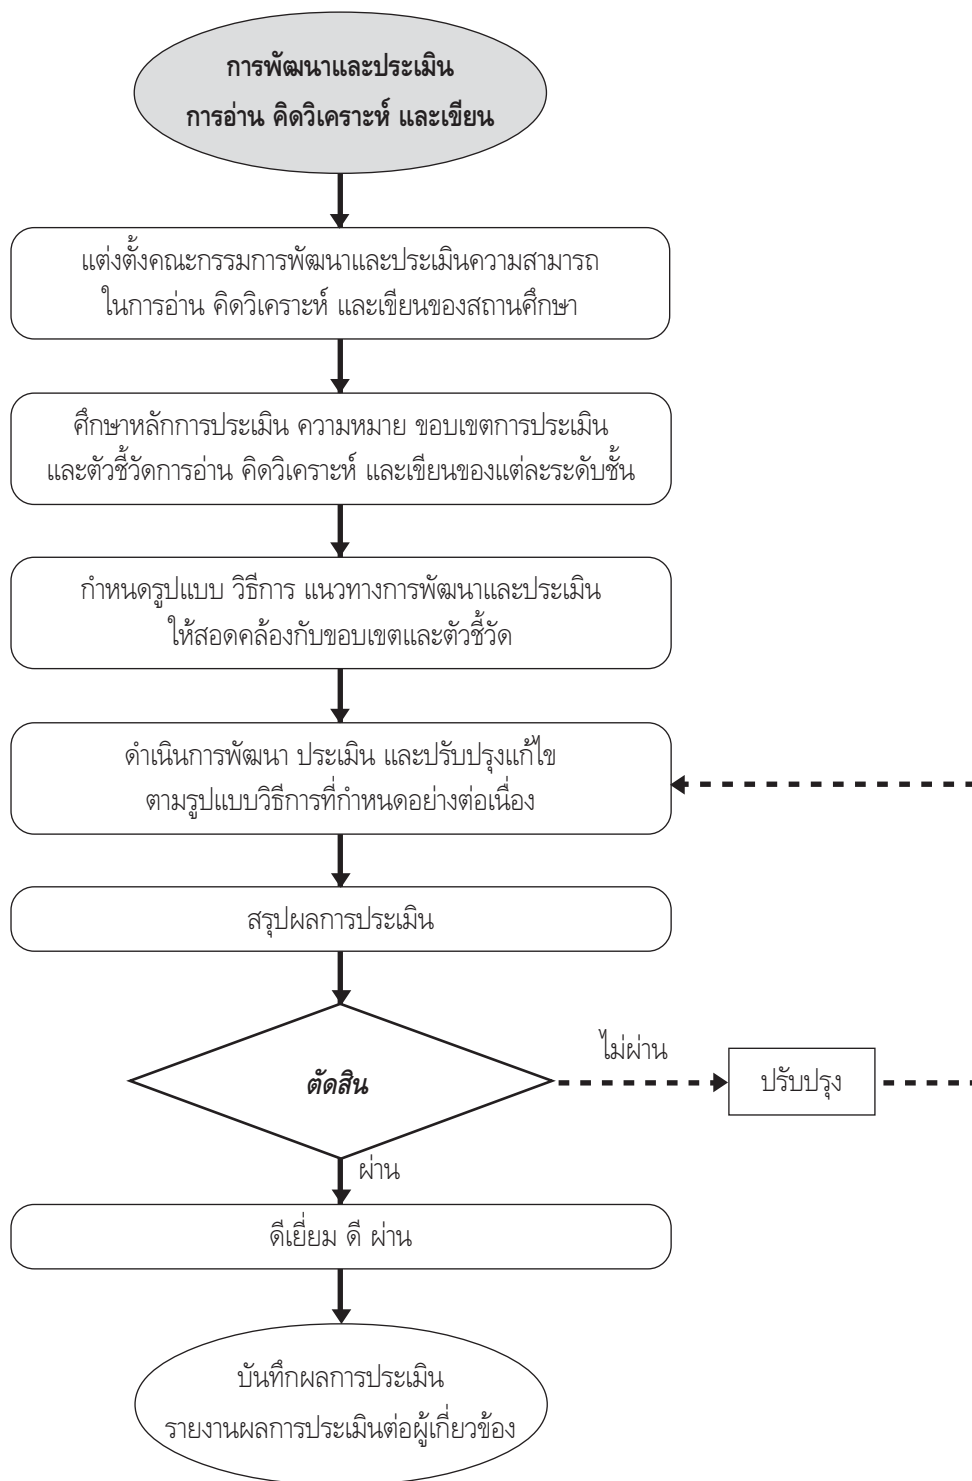 การพัฒนาและประเมิน
การอ่าน คิดวิเคราะห์ และเขียน
แต่งตั้งคณะกรรมการพัฒนาและประเมินความสามารถ
ในการอ่าน คิดวิเคราะห์ และเขียนของสถานศึกษา
ศึกษาหลักการประเมิน ความหมาย ขอบเขตการประเมิน
และตัวชี้วัดการอ่าน คิดวิเคราะห์ และเขียนของแต่ละระดับชั้น
กำหนดรูปแบบ วิธีการ แนวทางการพัฒนาและประเมิน
ให้สอดคล้องกับขอบเขตและตัวชี้วัด
ดำเนินการพัฒนา ประเมิน และปรับปรุงแก้ไข
ตามรูปแบบวิธีการที่กำหนดอย่างต่อเนื่อง
สรุปผลการประเมิน
ตัดสิน
ไม่ผ่าน
ปรับปรุง
ผ่าน
ดีเยี่ยม ดี ผ่าน
บันทึกผลการประเมิน
รายงานผลการประเมินต่อผู้เกี่ยวข้อง